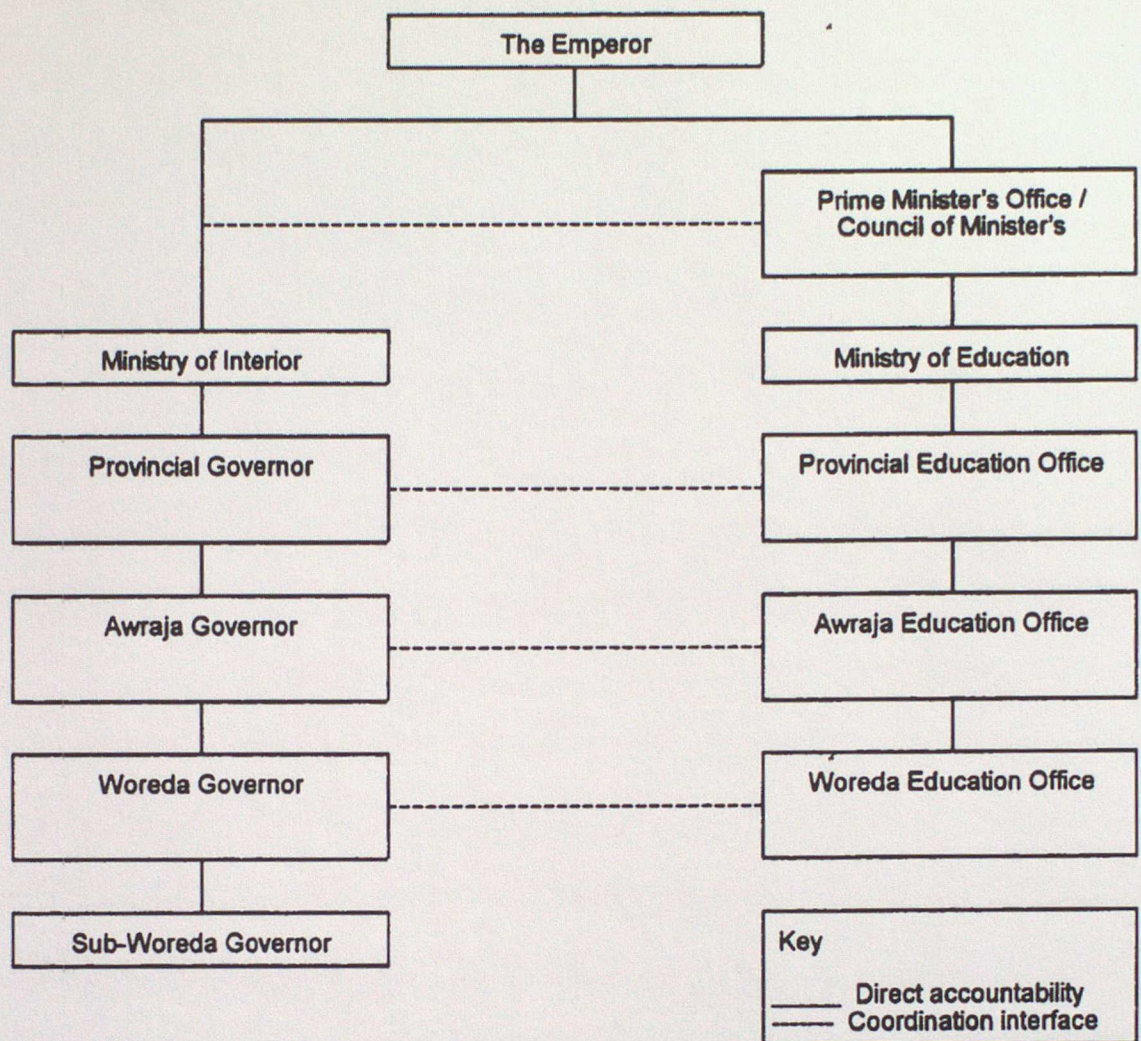 The Emperor
Prime Minister's Office /
Council of Minister's
Ministry of Interior
Ministry of Education
Provincial Governor
Provincial Education Office
Awraja Governor
Awraja Education Office
Woreda Governor
Woreda Education Office
Sub-Woreda Governor
Key
Direct accountability
Coordination interface